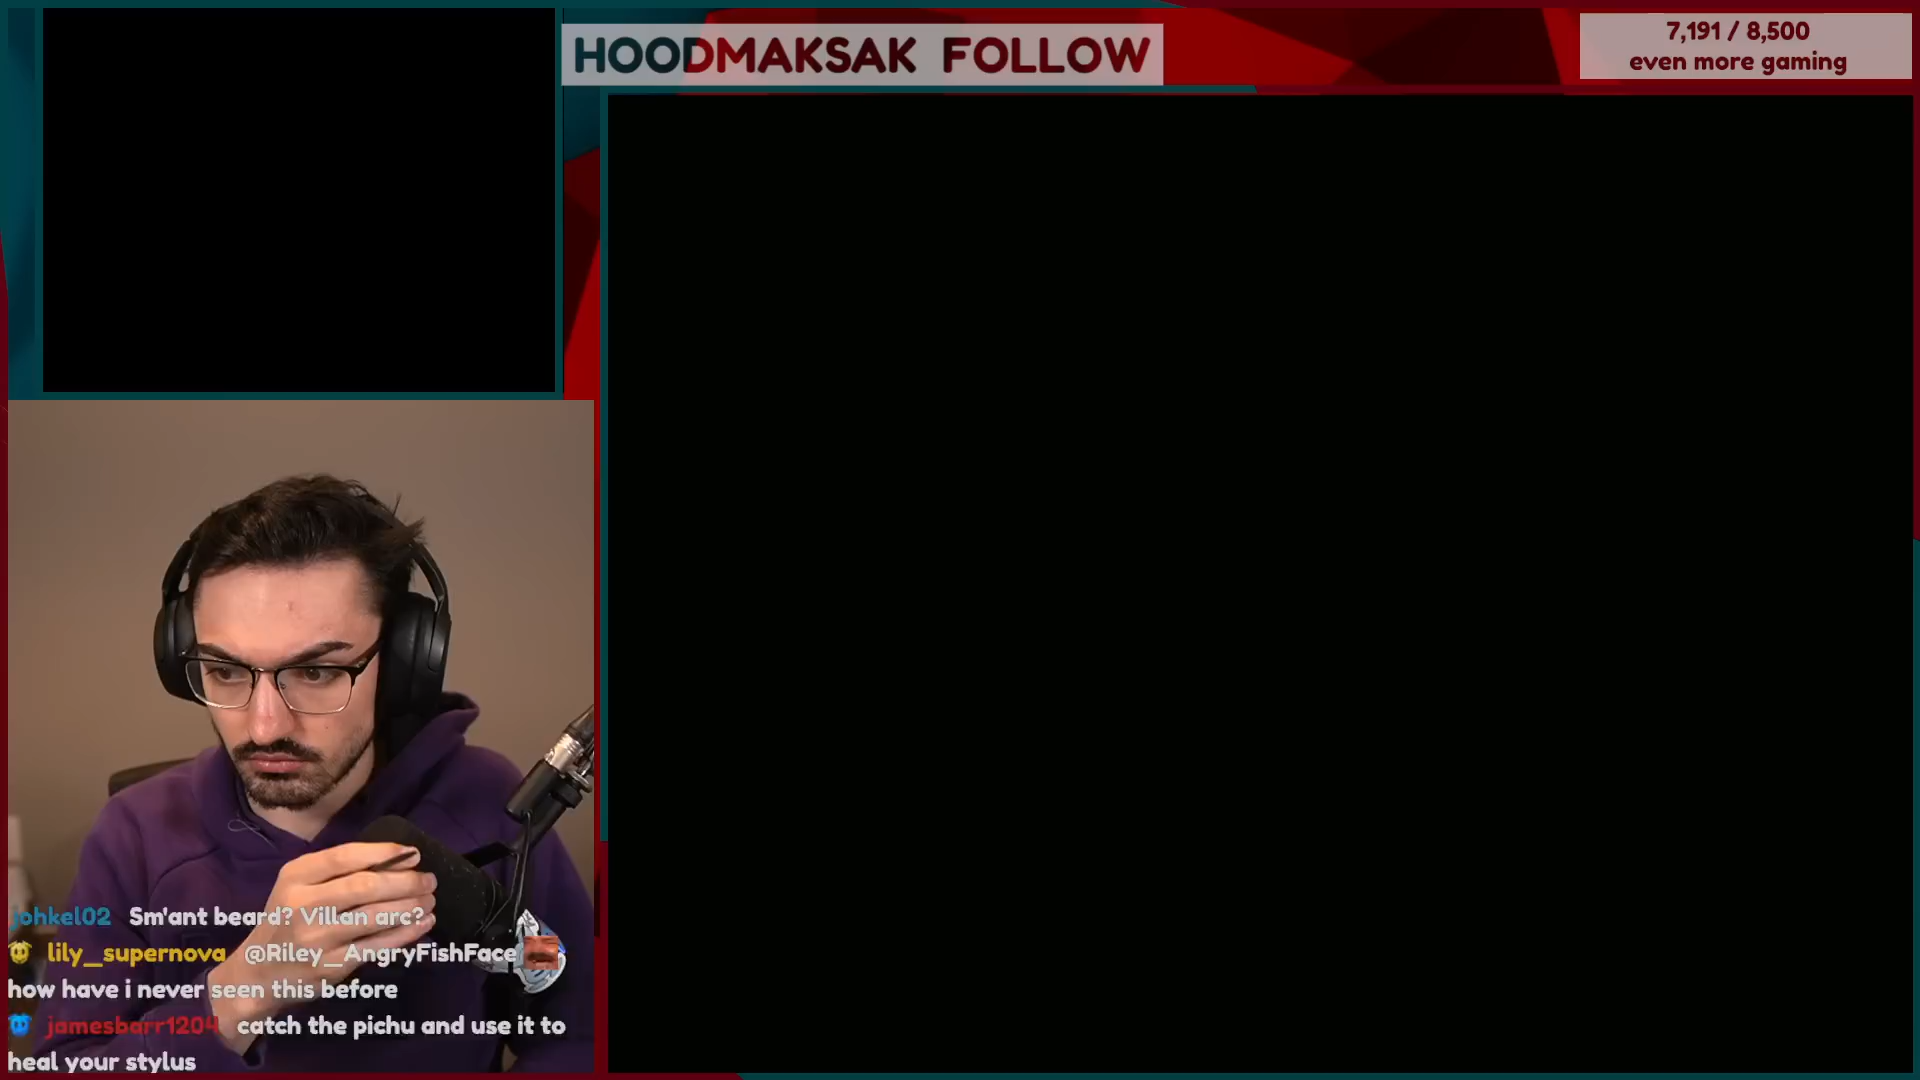 HOODMAKSAK FOLLOW
7,191 / 8,500
even more gaming
johkel02 Sm'ant beard? Villan arc?
lily_supernova @Riley_AngryFishFace
how have i never seen this before
jamesbarr1204 catch the pichu and use it to
heal your stylus